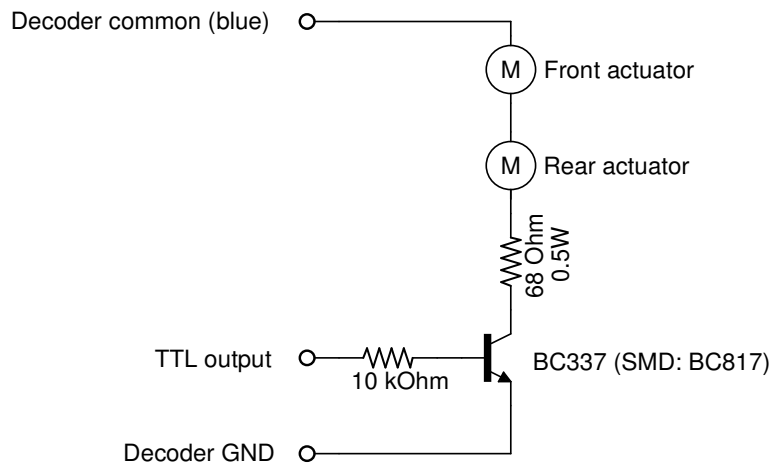 Decoder common (blue)
M
Front actuator
M
Rear actuator
68 Ohm
0.5W
TTL output
10 kOhm
BC337 (SMD: BC817)
Decoder GND